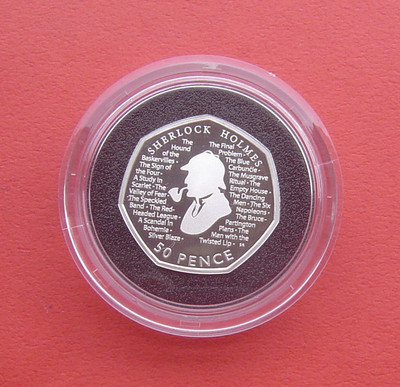 SHERLOCK HOLMES
The
Hound
of the
Baskervilles •
The Sign of
the Four •
A Study In
Scarlet • The
Valley of Fear •
The Speckled
Band • The Red-
Headed League •
A Scandal in
Bohemia •
Silver Blaze •
The Final
Problem •
The Blue
Carbuncle •
The Musgrave
Ritual • The
Empty House •
The Dancing
Men • The Six
Napoleons •
The Bruce-
Partington
Plans • The
Man with the
Twisted Lip •
50 PENCE